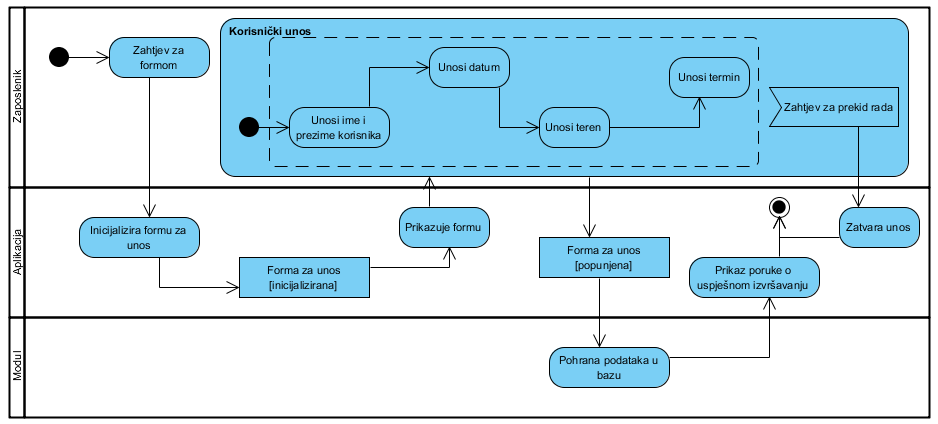 Zaposlenik
Zahtjev za
formom
Korisnički unos
Unosi ime i
prezime korisnika
Unosi datum
Unosi teren
Unosi termin
Zahtjev za prekid rada
Aplikacija
Inicijalizira formu za
unos
Forma za unos
[inicijalizirana]
Prikazuje formu
Forma za unos
[popunjena]
Prikaz poruke o
uspješnom izvršavanju
Zatvara unos
Modul
Pohrana podataka u
bazu